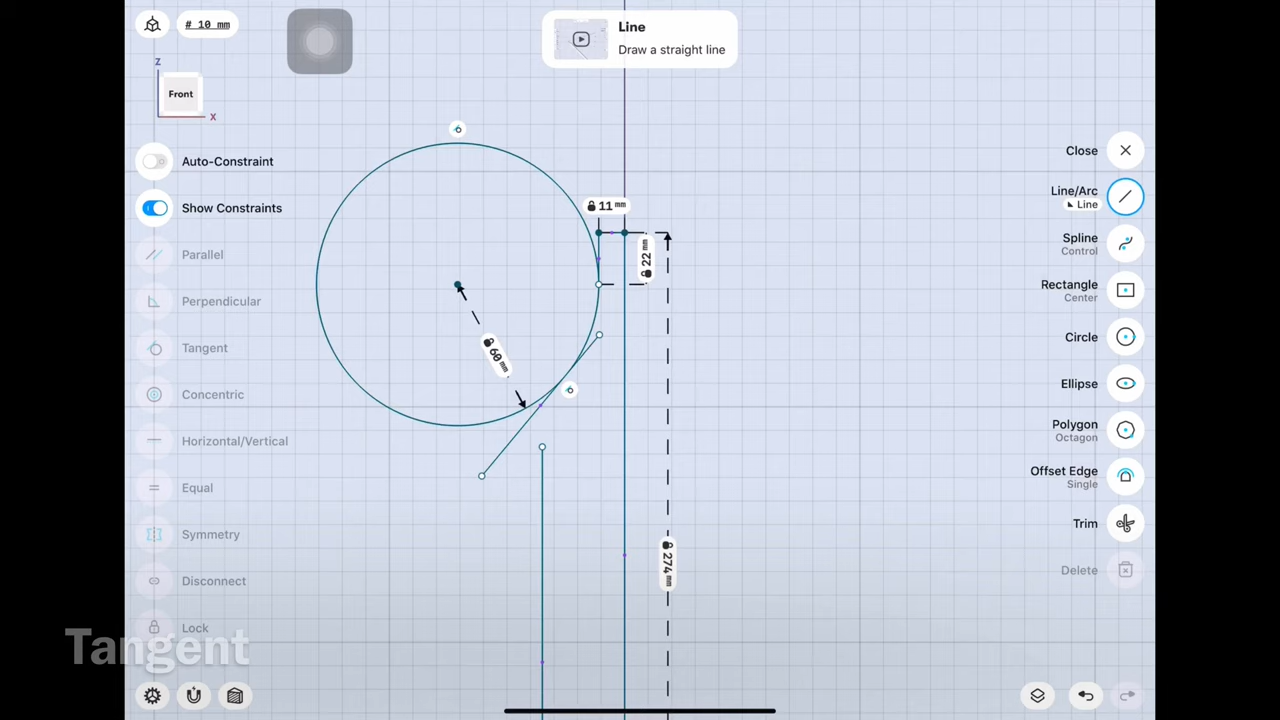 # 10 mm
Line
Draw a straight line
Z
Front
X
Auto-Constraint
Show Constraints
Parallel
Perpendicular
Tangent
Concentric
Horizontal/Vertical
Equal
Symmetry
Disconnect
Lock
Tangent
11 mm
22 mm
60 mm
274 mm
Close
Line/Arc
Line
Spline
Control
Rectangle
Center
Circle
Ellipse
Polygon
Octagon
Offset Edge
Single
Trim
Delete